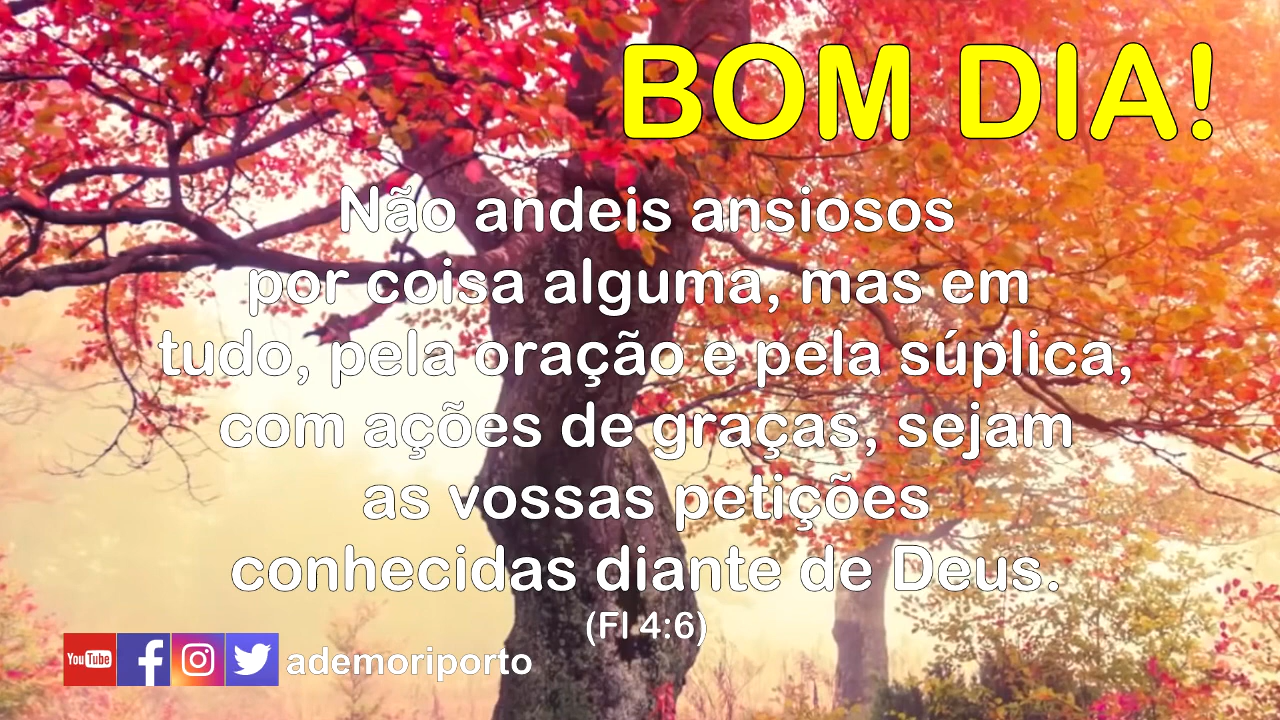 BOM DIA!
Não andeis ansiosos
por coisa alguma, mas em
tudo, pela oração e pela súplica,
com ações de graças, sejam
as vossas petições
conhecidas diante de Deus.
(Fl 4:6)
YouTube ademoriporto